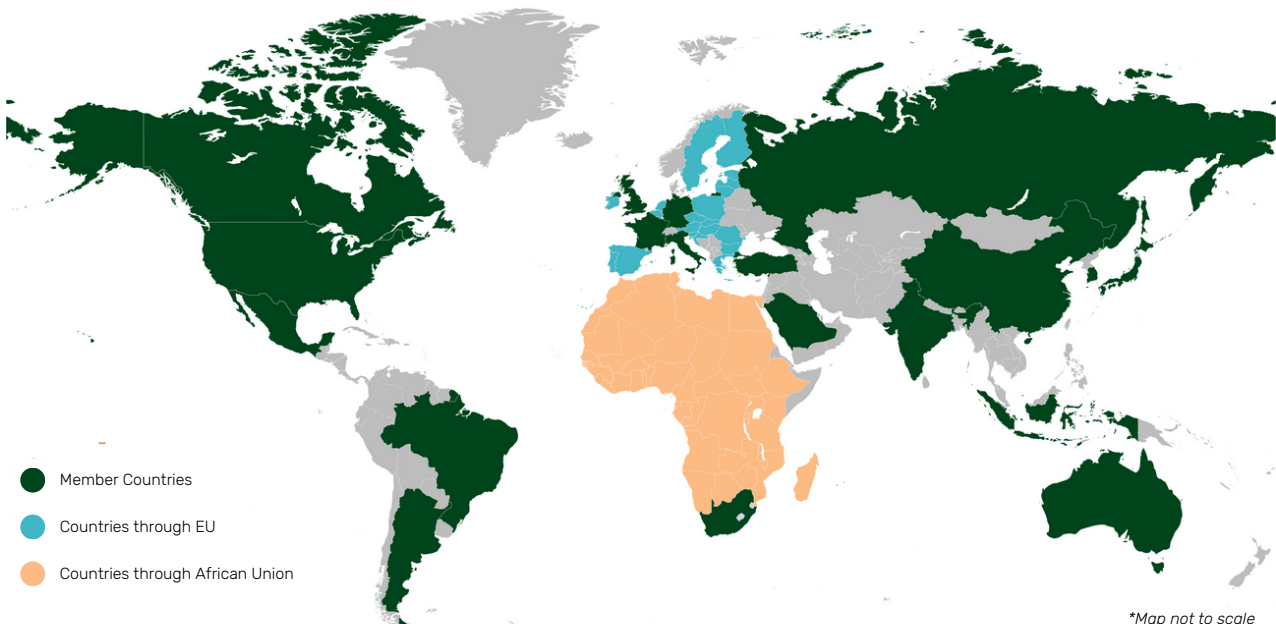 Member Countries
Countries through EU
Countries through African Union
*Map not to scale